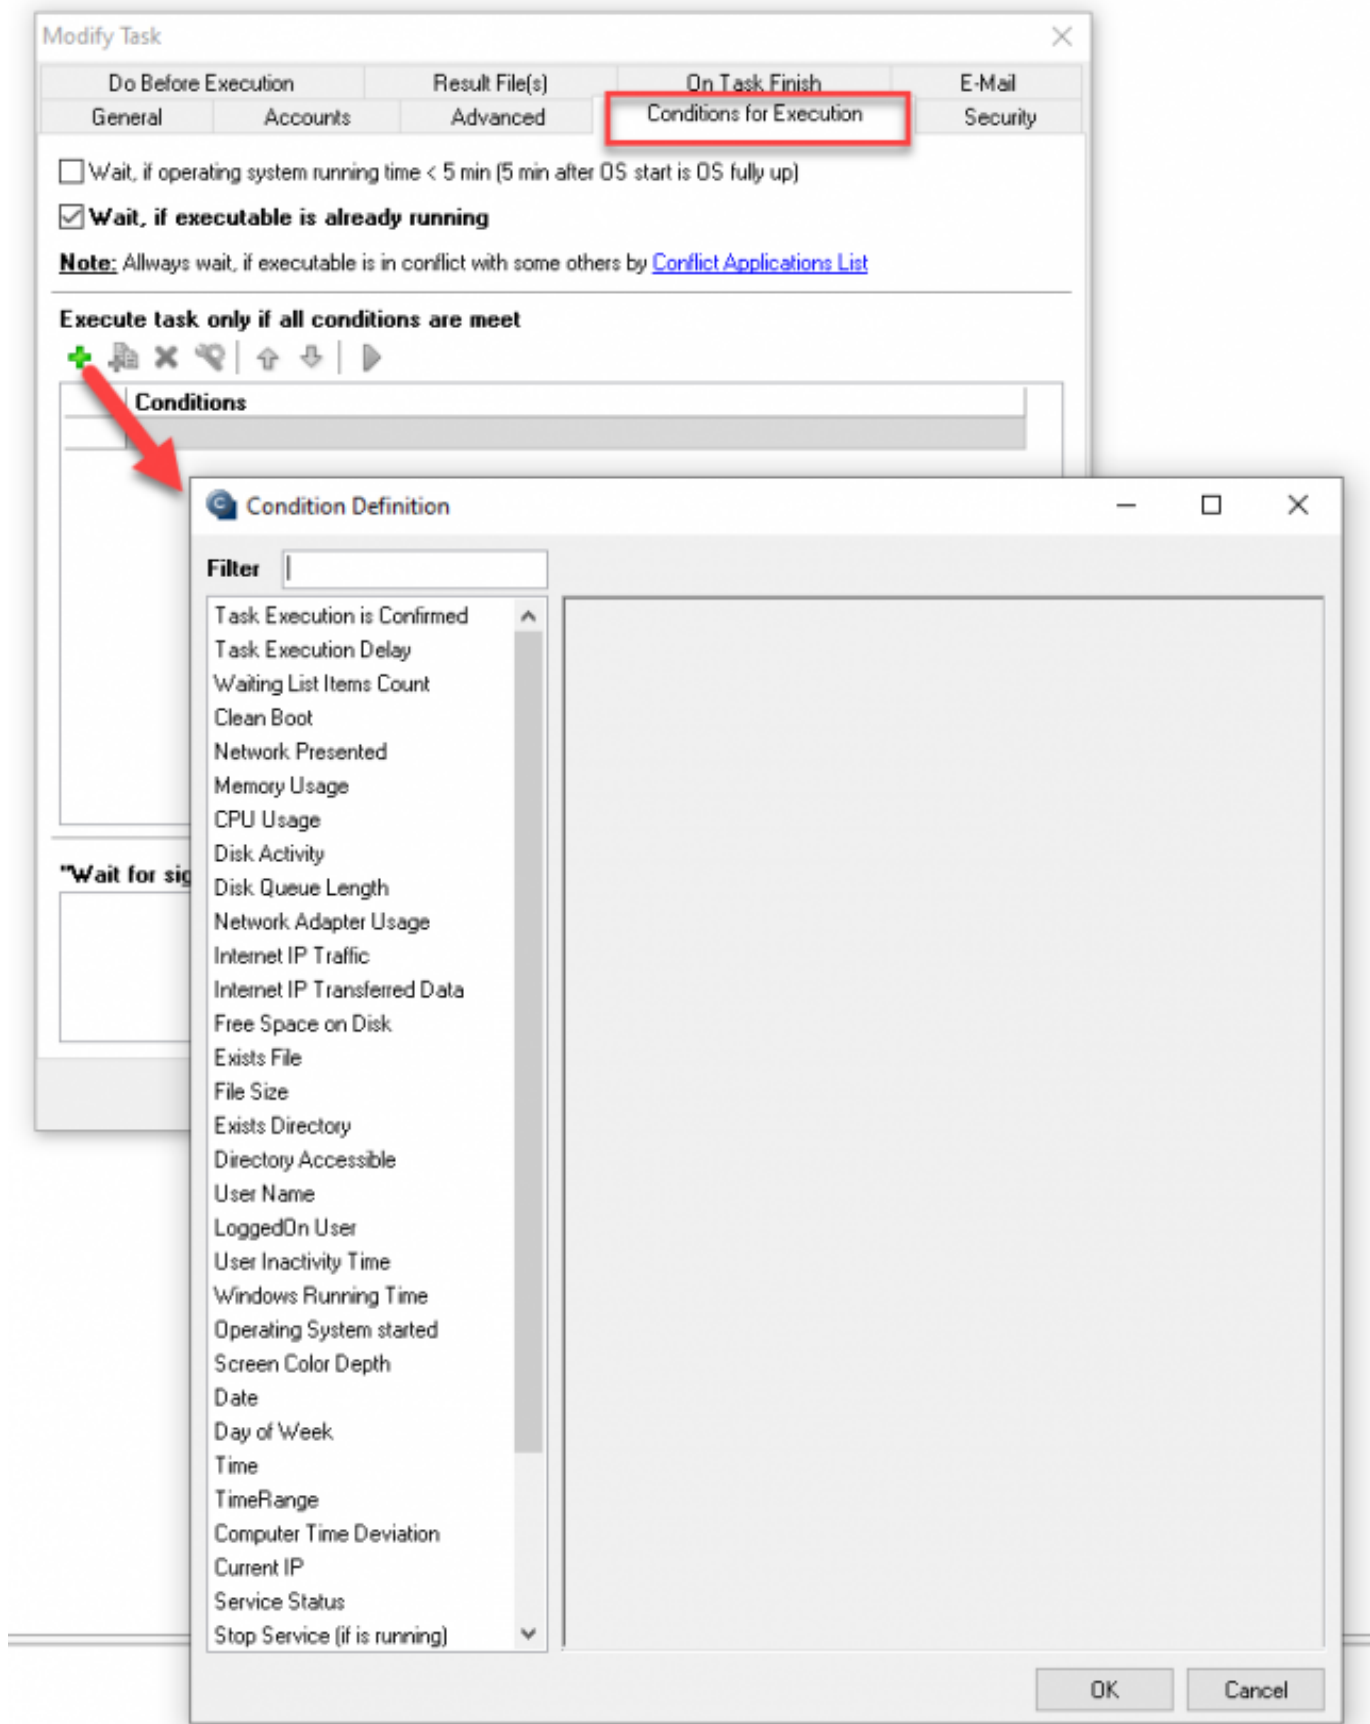 Modify Task
Do Before Execution Result File(s) On Task Finish E-Mail
General Accounts Advanced Conditions for Execution Security
Wait, if operating system running time < 5 min (5 min after OS start is OS fully up)
Wait, if executable is already running
Note: Allways wait, if executable is in conflict with some others by Conflict Applications List
Execute task only if all conditions are meet
Conditions
Condition Definition
Filter
Task Execution is Confirmed
Task Execution Delay
Waiting List Items Count
Clean Boot
Network Presented
Memory Usage
CPU Usage
Disk Activity
"Wait for sig
Disk Queue Length
Network Adapter Usage
Internet IP Traffic
Internet IP Transferred Data
Free Space on Disk
Exists File
File Size
Exists Directory
Directory Accessible
User Name
LoggedOn User
User Inactivity Time
Windows Running Time
Operating System started
Screen Color Depth
Date
Day of Week
Time
TimeRange
Computer Time Deviation
Current IP
Service Status
Stop Service (if is running)
OK Cancel